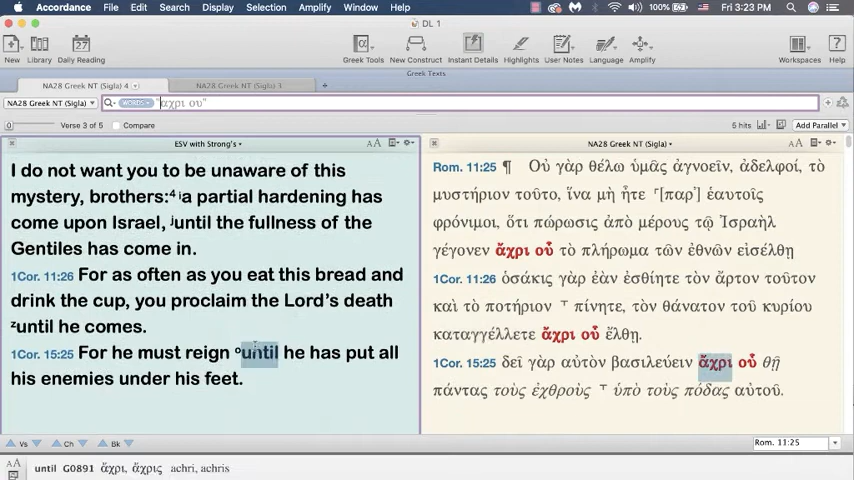 Accordance File Edit Search Display Selection Amplify Window Help 100% Fri 3:23 PM
DL 1
New Library Daily Reading Greek Tools New Construct Instant Details Highlights User Notes Language Amplify Workspaces Help
Greek Texts
NA28 Greek NT (Sigla) 4 NA28 Greek NT (Sigla) 3 +
NA28 Greek NT (Sigla) WORDS "αχρι ου"
0 Verse 3 of 5 Compare 5 hits Add Parallel
ESV with Strong's
I do not want you to be unaware of this
mystery, brothers:⁴ ⁱa partial hardening has
come upon Israel, ʲuntil the fullness of the
Gentiles has come in.
1Cor. 11:26 For as often as you eat this bread and
drink the cup, you proclaim the Lord's death
ᶻuntil he comes.
1Cor. 15:25 For he must reign ᵒuntil he has put all
his enemies under his feet.
NA28 Greek NT (Sigla)
Rom. 11:25 ¶ Οὐ γὰρ θέλω ὑμᾶς ἀγνοεῖν, ἀδελφοί, τὸ
μυστήριον τοῦτο, ἵνα μὴ ἦτε ⸀[παρ'] ἑαυτοῖς
φρόνιμοι, ὅτι πώρωσις ἀπὸ μέρους τῷ Ἰσραὴλ
γέγονεν ἄχρι οὗ τὸ πλήρωμα τῶν ἐθνῶν εἰσέλθῃ
1Cor. 11:26 ὁσάκις γὰρ ἐὰν ἐσθίητε τὸν ἄρτον τοῦτον
καὶ τὸ ποτήριον ⸆ πίνητε, τὸν θάνατον τοῦ κυρίου
καταγγέλλετε ἄχρι οὗ ἔλθῃ.
1Cor. 15:25 δεῖ γὰρ αὐτὸν βασιλεύειν ἄχρι οὗ θῇ
πάντας τοὺς ἐχθροὺς ⸆ ὑπὸ τοὺς πόδας αὐτοῦ.
Vs Ch Bk Rom. 11:25
until G0891 ἄχρι, ἄχρις achri, achris